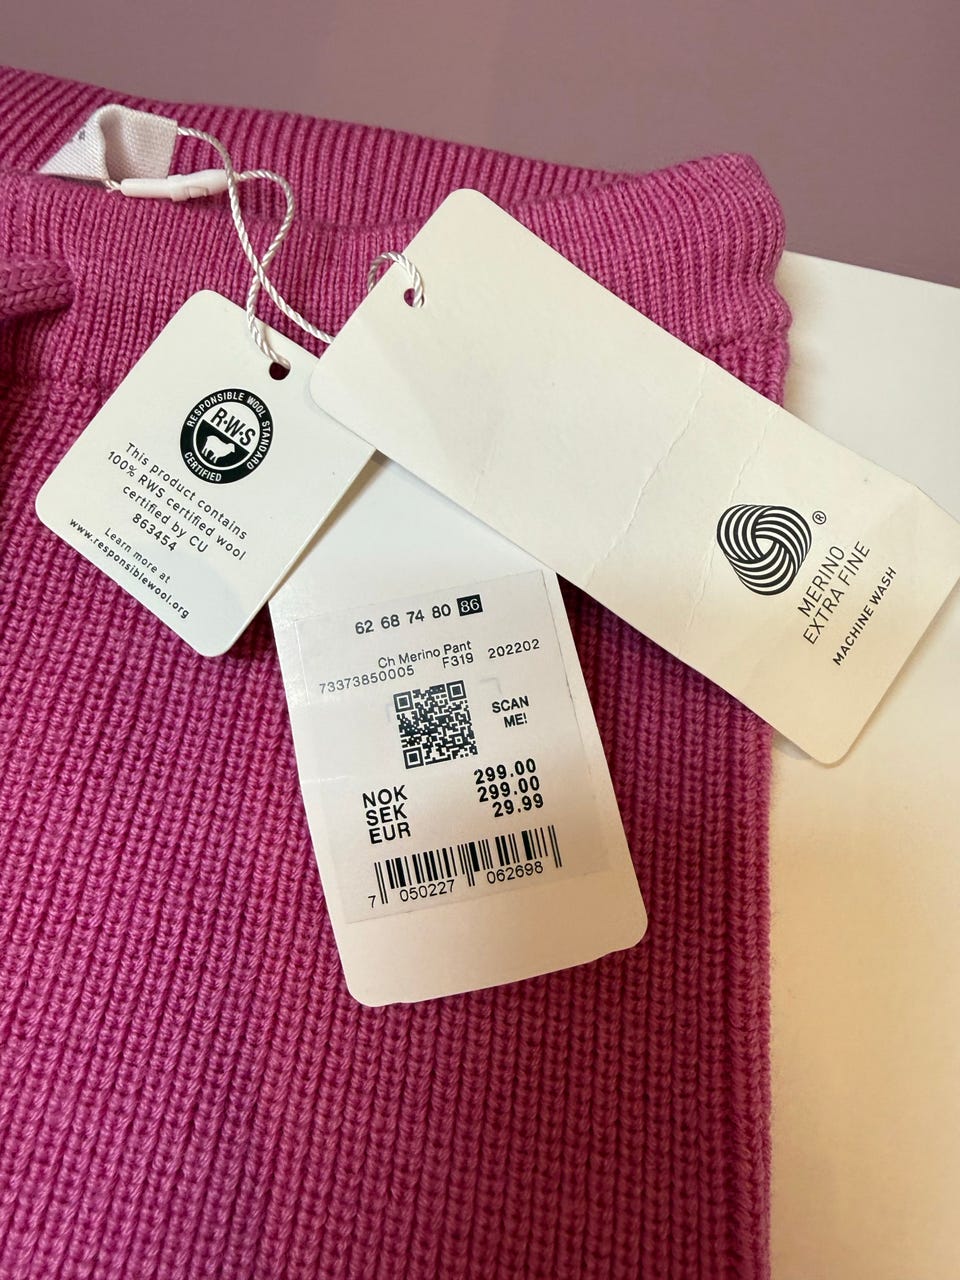 RESPONSIBLE WOOL STANDARD
R·W·S
CERTIFIED
This product contains
100% RWS certified wool
certified by CU
863454
Learn more at
www.responsiblewool.org
®
MERINO
EXTRA FINE
MACHINE WASH
62 68 74 80 86
Ch Merino Pant
73373850005 F319 202202
SCAN
ME!
NOK 299.00
SEK 299.00
EUR 29.99
7 050227 062698